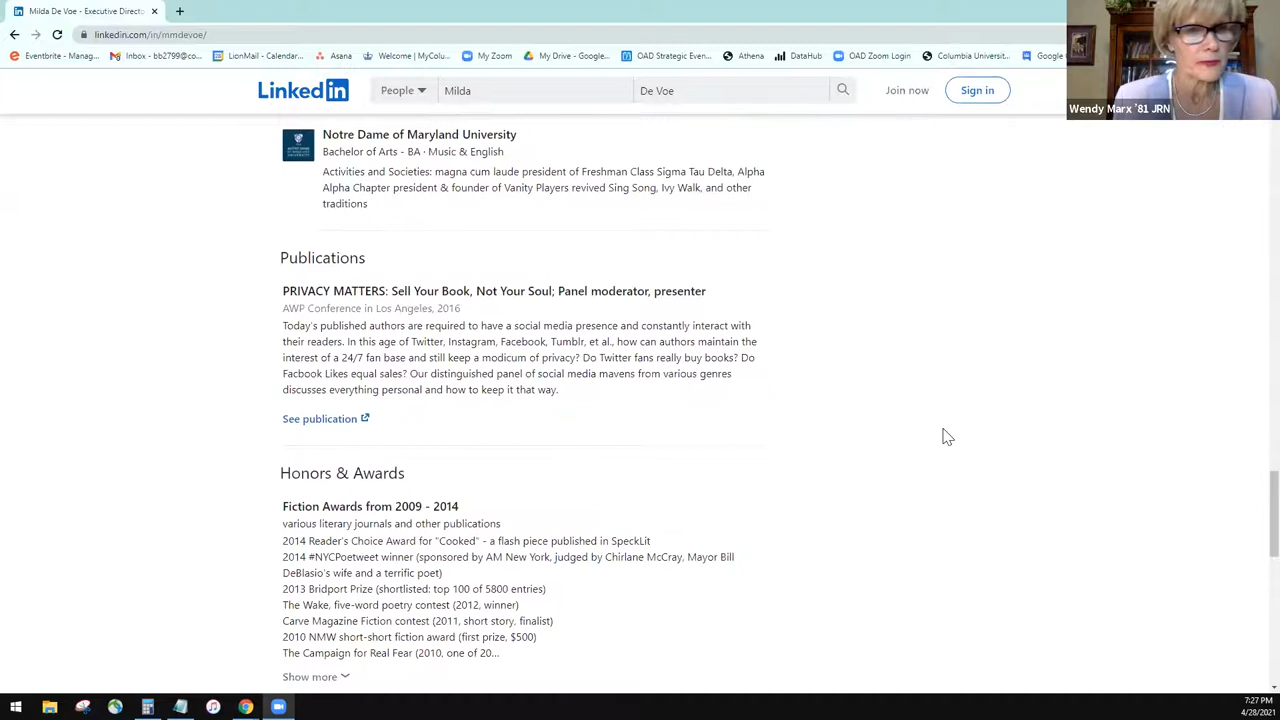 Milda De Voe - Executive Directo
linkedin.com/in/mmdevoe/
Eventbrite - Manag...
Inbox - bb2799@co...
LionMail - Calendar...
Asana
Welcome | MyColu...
My Zoom
My Drive - Google...
OAD Strategic Even...
Athena
DataHub
OAD Zoom Login
Columbia Universit...
Google
Linked in
People
Milda
De Voe
Join now
Sign in
Wendy Marx '81 JRN
Notre Dame of Maryland University
Bachelor of Arts - BA · Music & English
Activities and Societies: magna cum laude president of Freshman Class Sigma Tau Delta, Alpha
Alpha Chapter president & founder of Vanity Players revived Sing Song, Ivy Walk, and other
traditions
Publications
PRIVACY MATTERS: Sell Your Book, Not Your Soul; Panel moderator, presenter
AWP Conference in Los Angeles, 2016
Today's published authors are required to have a social media presence and constantly interact with
their readers. In this age of Twitter, Instagram, Facebook, Tumblr, et al., how can authors maintain the
interest of a 24/7 fan base and still keep a modicum of privacy? Do Twitter fans really buy books? Do
Facbook Likes equal sales? Our distinguished panel of social media mavens from various genres
discusses everything personal and how to keep it that way.
See publication
Honors & Awards
Fiction Awards from 2009 - 2014
various literary journals and other publications
2014 Reader's Choice Award for "Cooked" - a flash piece published in SpeckLit
2014 #NYCPoetweet winner (sponsored by AM New York, judged by Chirlane McCray, Mayor Bill
DeBlasio's wife and a terrific poet)
2013 Bridport Prize (shortlisted: top 100 of 5800 entries)
The Wake, five-word poetry contest (2012, winner)
Carve Magazine Fiction contest (2011, short story, finalist)
2010 NMW short-short fiction award (first prize, $500)
The Campaign for Real Fear (2010, one of 20...
Show more
7:27 PM
4/28/2021